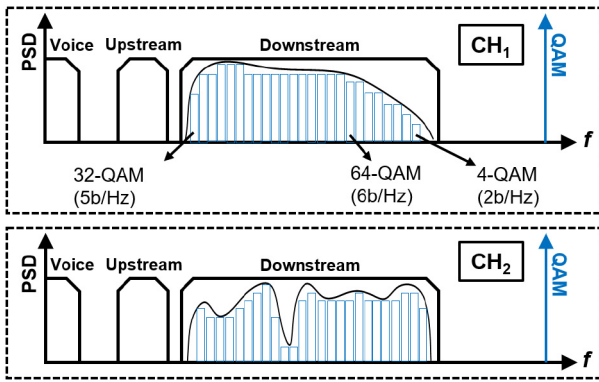 PSD
Voice Upstream Downstream
CH1
QAM
f
32-QAM
(5b/Hz)
64-QAM
(6b/Hz)
4-QAM
(2b/Hz)
PSD
Voice Upstream Downstream
CH2
QAM
f